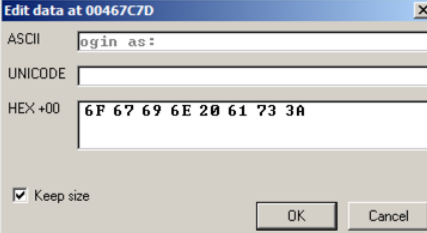 Edit data at 00467C7D
ASCII
ogin as:
UNICODE
HEX +00
6F 67 69 6E 20 61 73 3A
Keep size
OK
Cancel